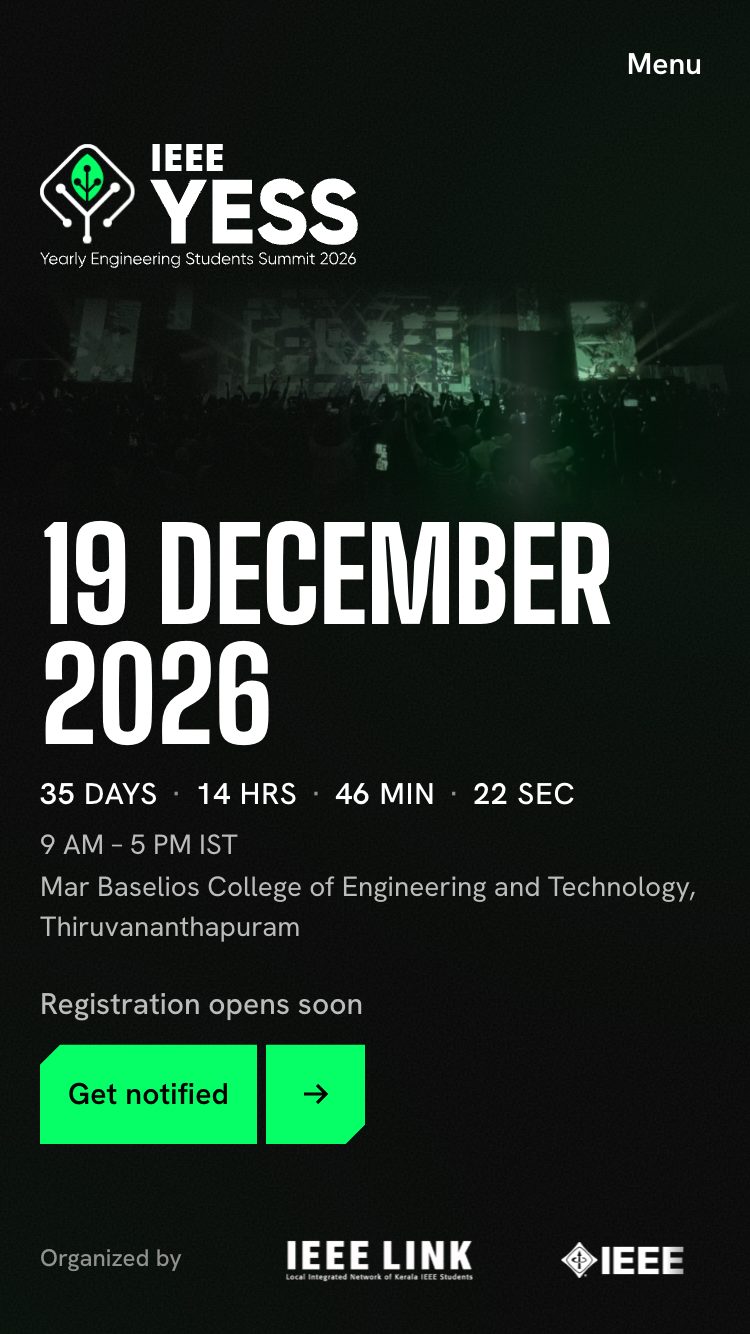 Menu
IEEE
YESS
Yearly Engineering Students Summit 2026
19 DECEMBER
2026
35 DAYS · 14 HRS · 46 MIN · 22 SEC
9 AM – 5 PM IST
Mar Baselios College of Engineering and Technology,
Thiruvananthapuram
Registration opens soon
Get notified →
Organized by
IEEE LINK
Local Integrated Network of Kerala IEEE Students
IEEE